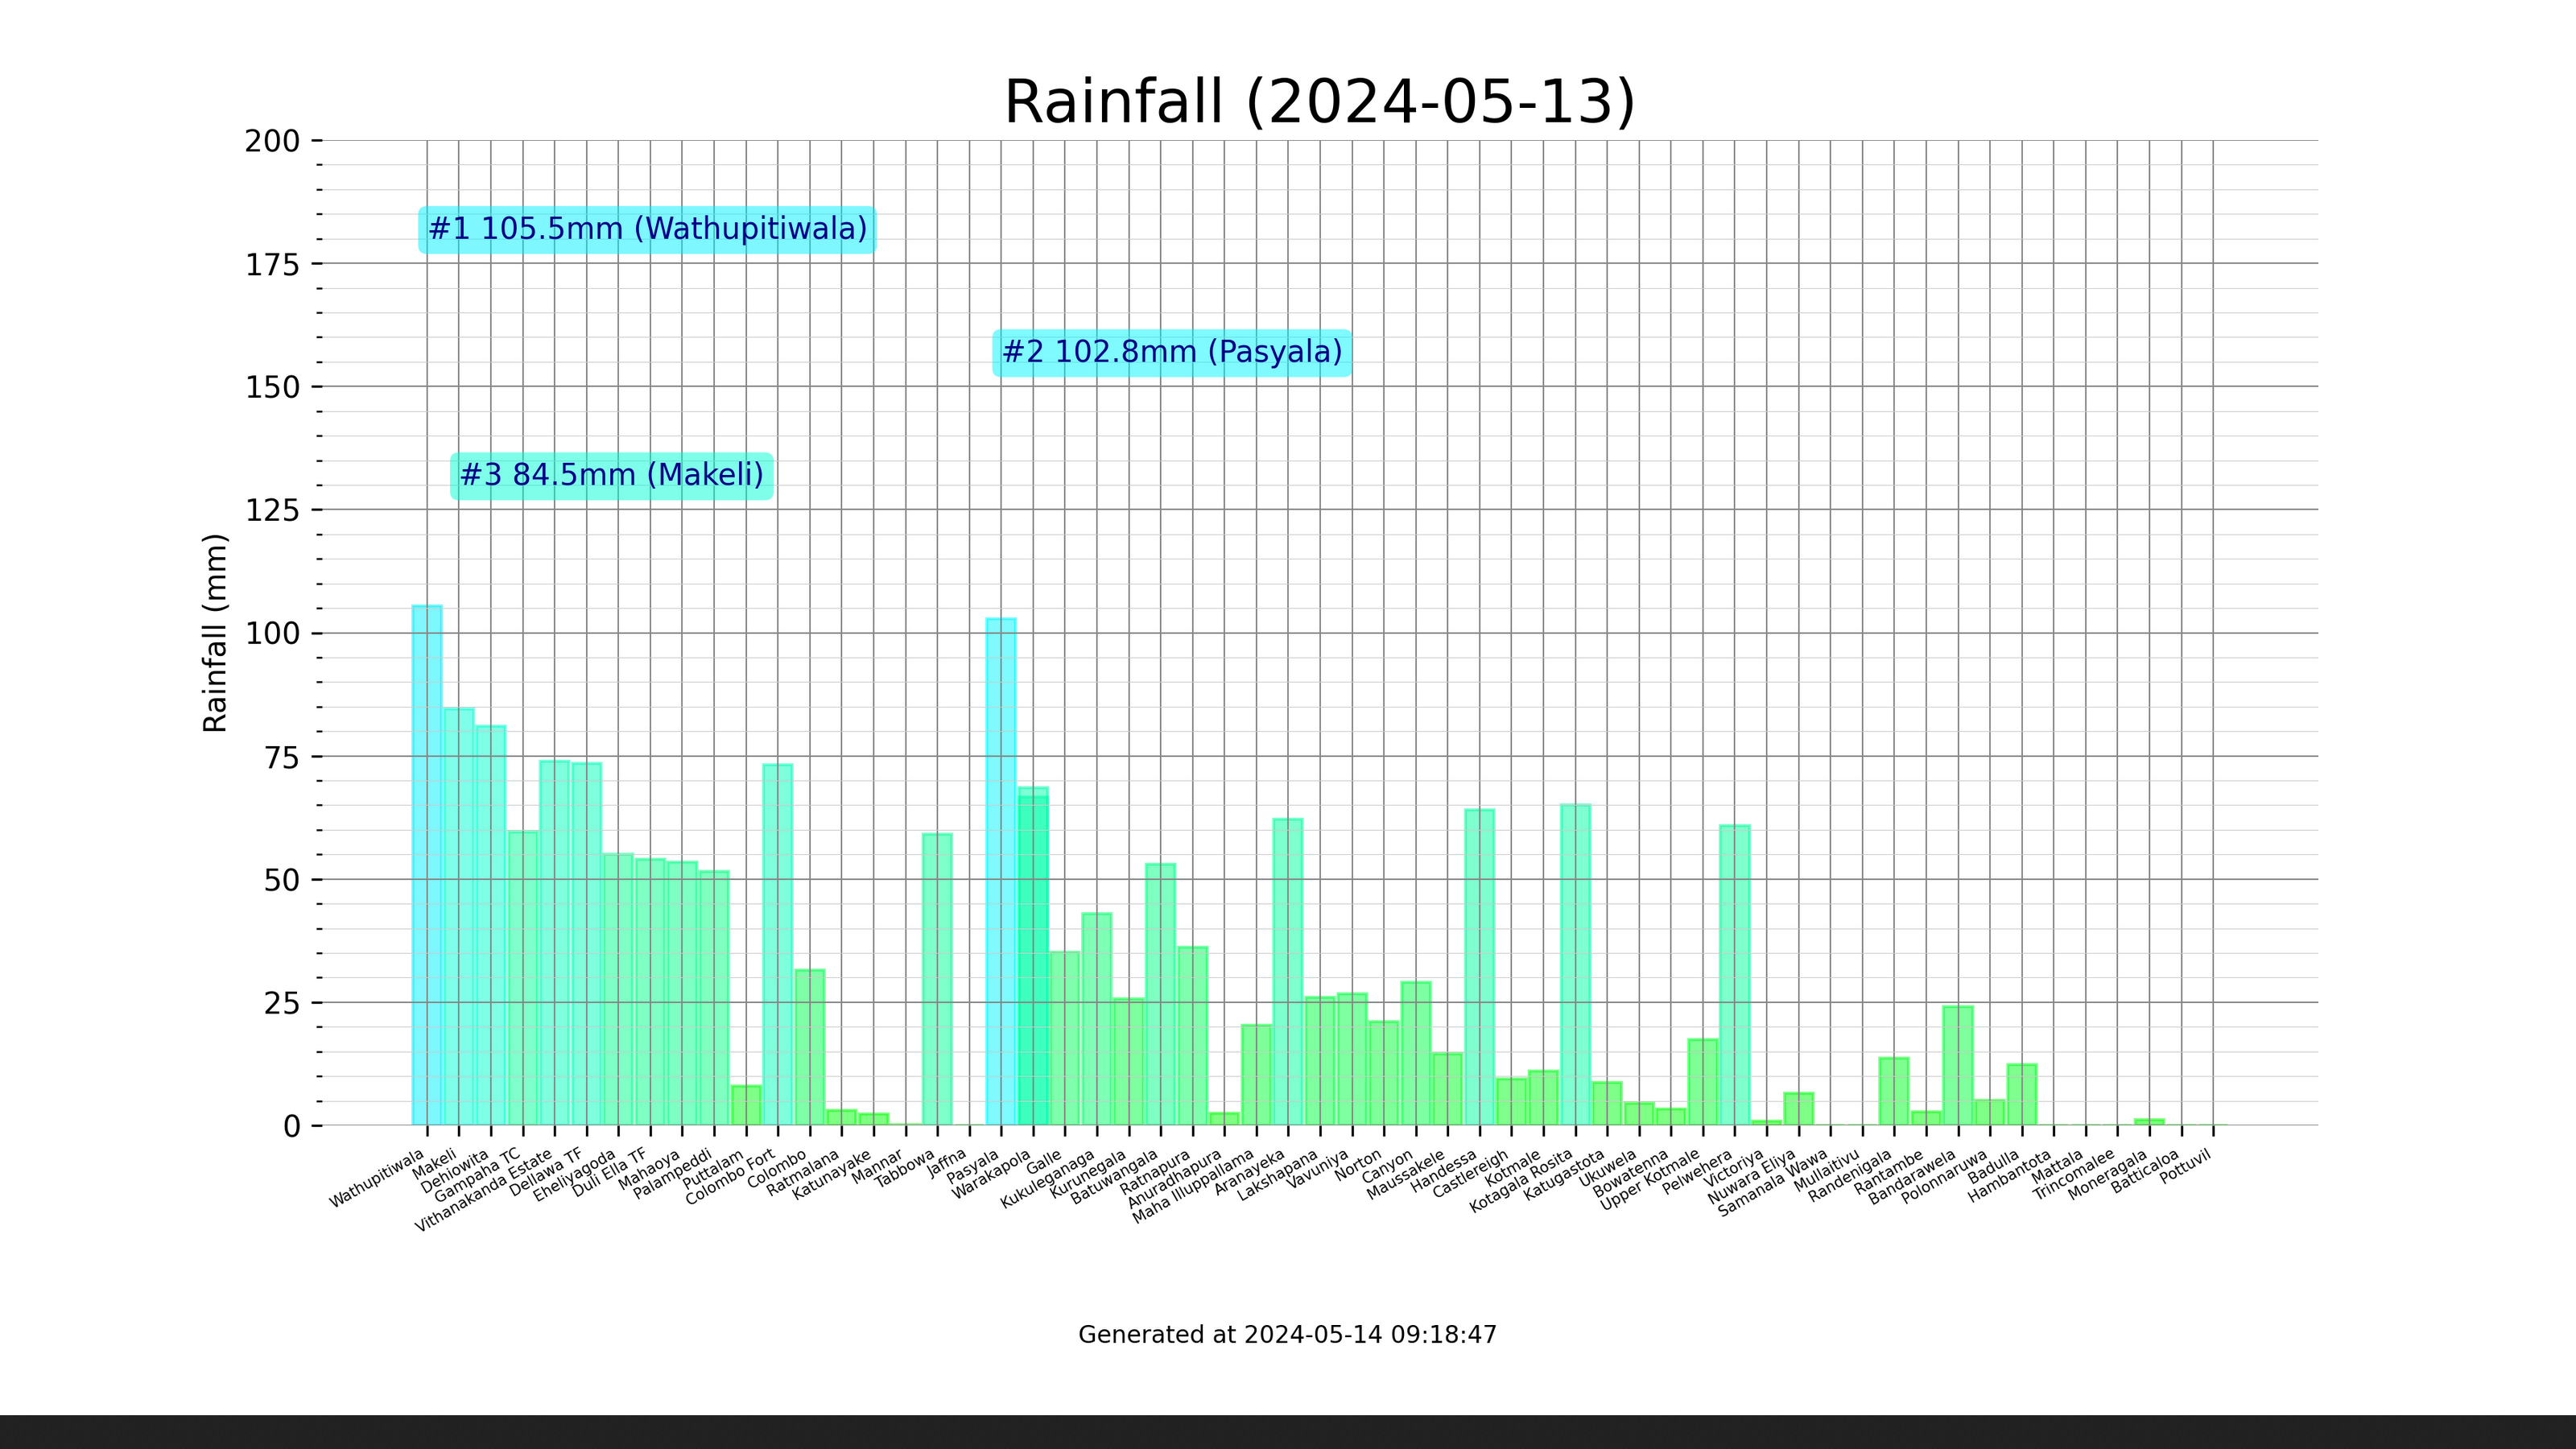 Rainfall (2024-05-13)
200
175
150
125
100
75
50
25
0
Rainfall (mm)
#1 105.5mm (Wathupitiwala)
#2 102.8mm (Pasyala)
#3 84.5mm (Makeli)
Wathupitiwala
Makeli
Dehiowita
Gampaha TC
Vithanakanda Estate
Dellawa TF
Eheliyagoda
Duli Ella TF
Mahaoya
Palampeddi
Puttalam
Colombo Fort
Colombo
Ratmalana
Katunayake
Mannar
Tabbowa
Jaffna
Pasyala
Warakapola
Galle
Kukuleganaga
Kurunegala
Batuwangala
Ratnapura
Anuradhapura
Maha Illuppallama
Aranayeka
Lakshapana
Vavuniya
Norton
Canyon
Maussakele
Handessa
Castlereigh
Kotmale
Kotagala Rosita
Katugastota
Ukuwela
Bowatenna
Upper Kotmale
Pelwehera
Victoriya
Nuwara Eliya
Samanala Wawa
Mullaitivu
Randenigala
Rantambe
Bandarawela
Polonnaruwa
Badulla
Hambantota
Mattala
Trincomalee
Moneragala
Batticaloa
Pottuvil
Generated at 2024-05-14 09:18:47